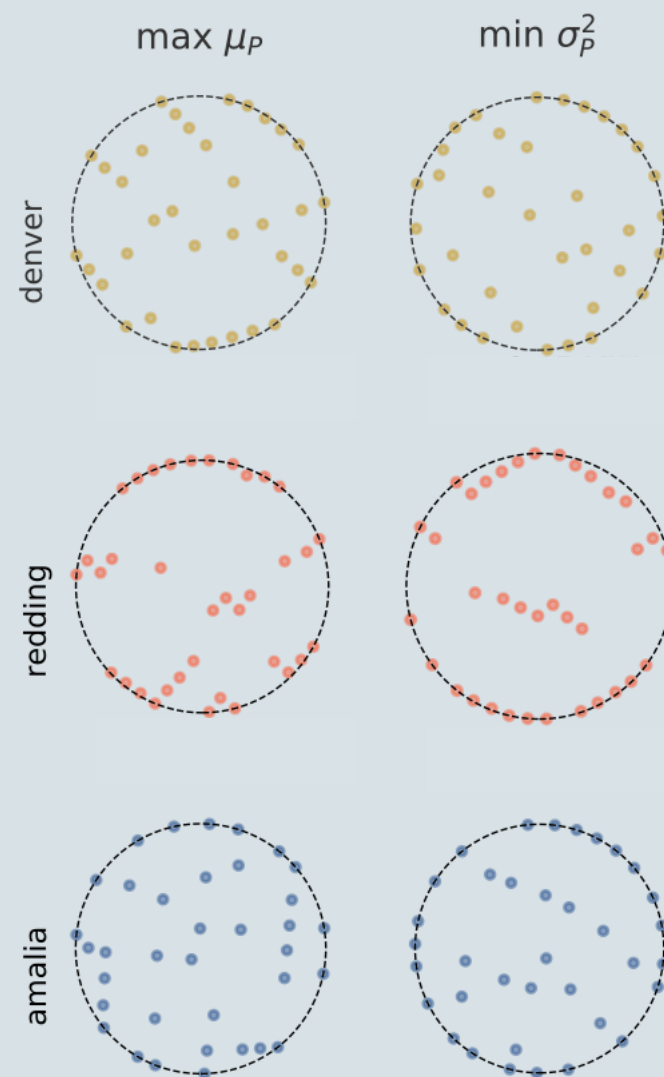 max μ_P
min σ_P^2
denver
redding
amalia